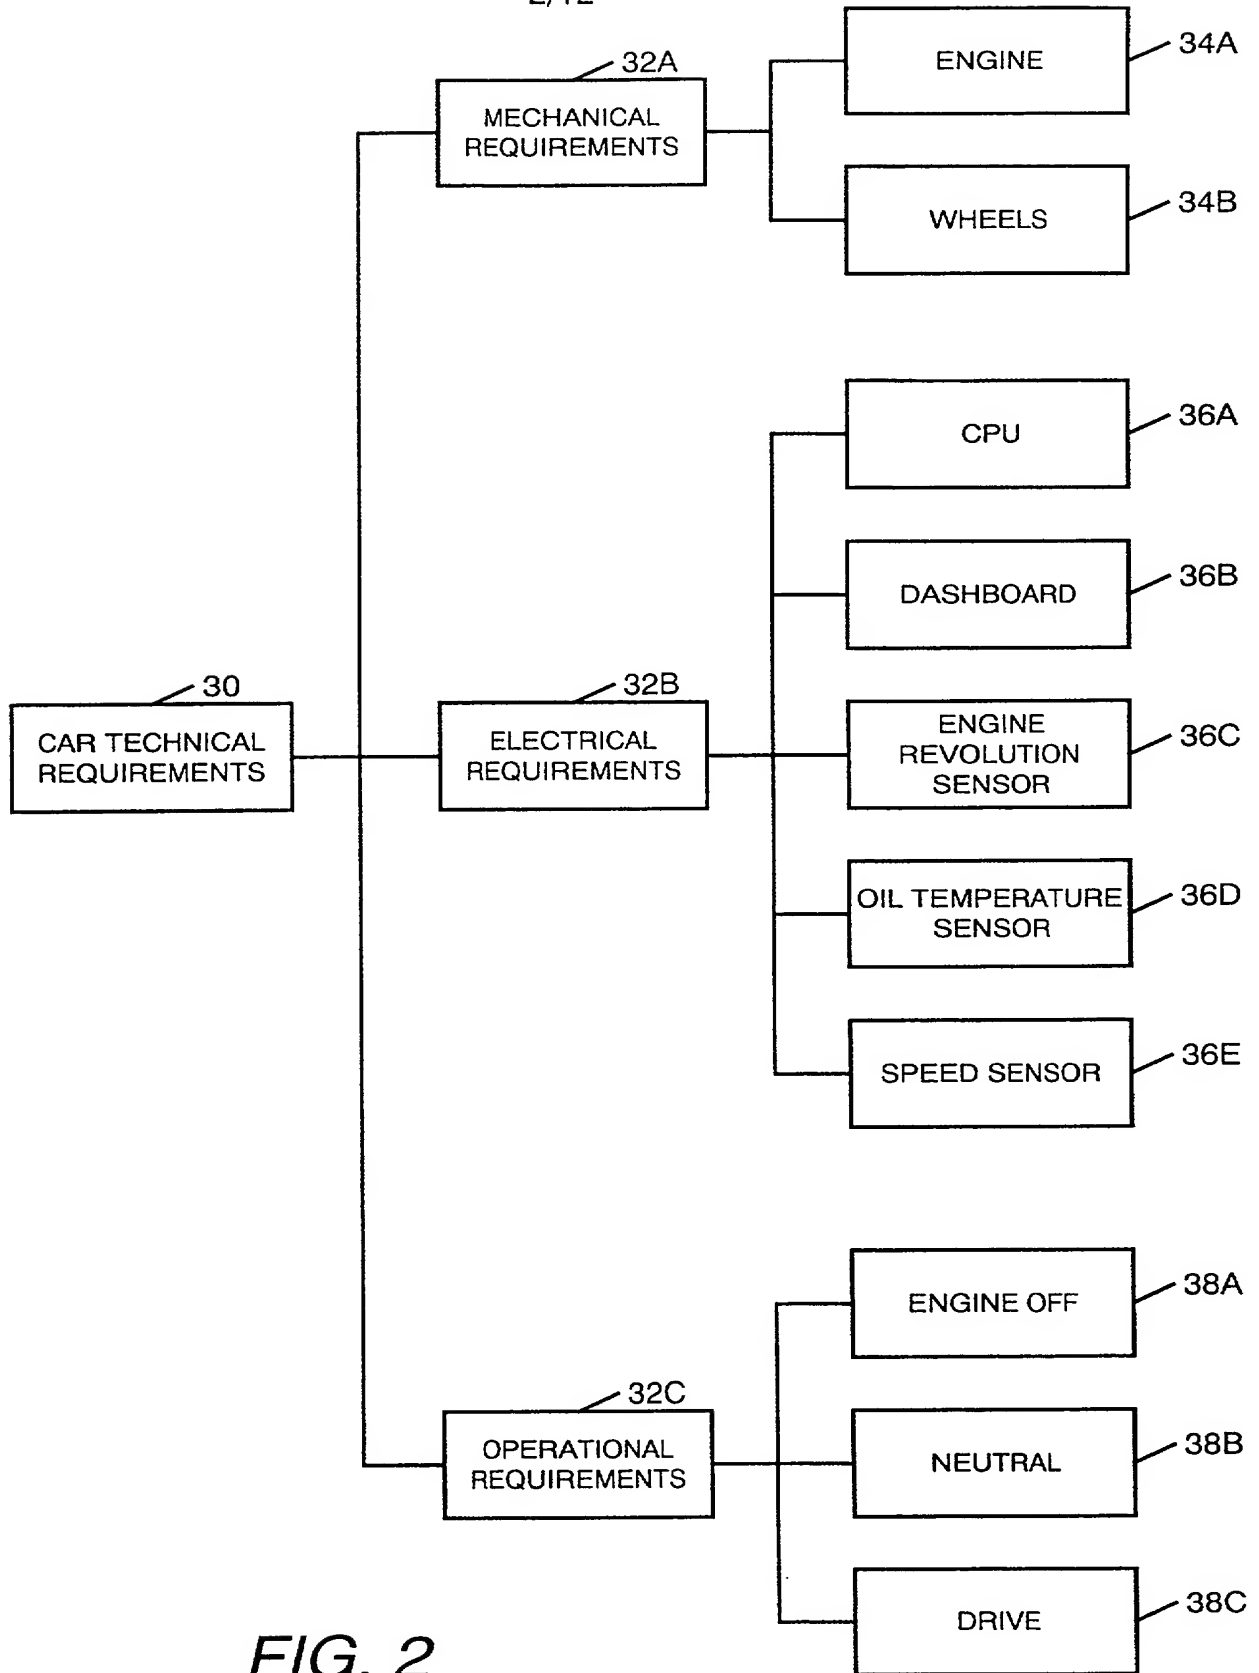 2/12
32A
MECHANICAL
REQUIREMENTS
ENGINE
34A
WHEELS
34B
30
CAR TECHNICAL
REQUIREMENTS
32B
ELECTRICAL
REQUIREMENTS
CPU
36A
DASHBOARD
36B
ENGINE
REVOLUTION
SENSOR
36C
OIL TEMPERATURE
SENSOR
36D
SPEED SENSOR
36E
32C
OPERATIONAL
REQUIREMENTS
ENGINE OFF
38A
NEUTRAL
38B
DRIVE
38C
FIG. 2